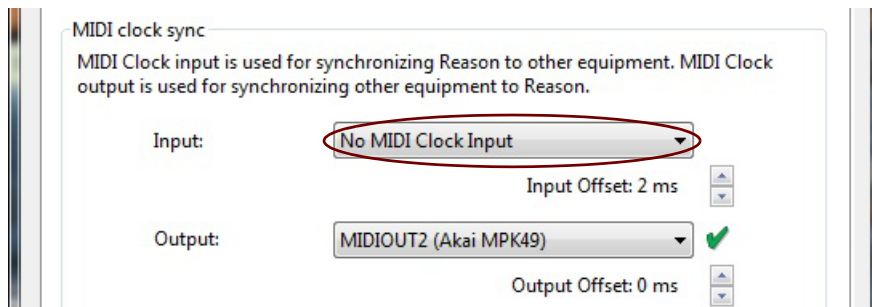 MIDI clock sync
MIDI Clock input is used for synchronizing Reason to other equipment. MIDI Clock
output is used for synchronizing other equipment to Reason.
Input: No MIDI Clock Input
Input Offset: 2 ms
Output: MIDIOUT2 (Akai MPK49)
Output Offset: 0 ms